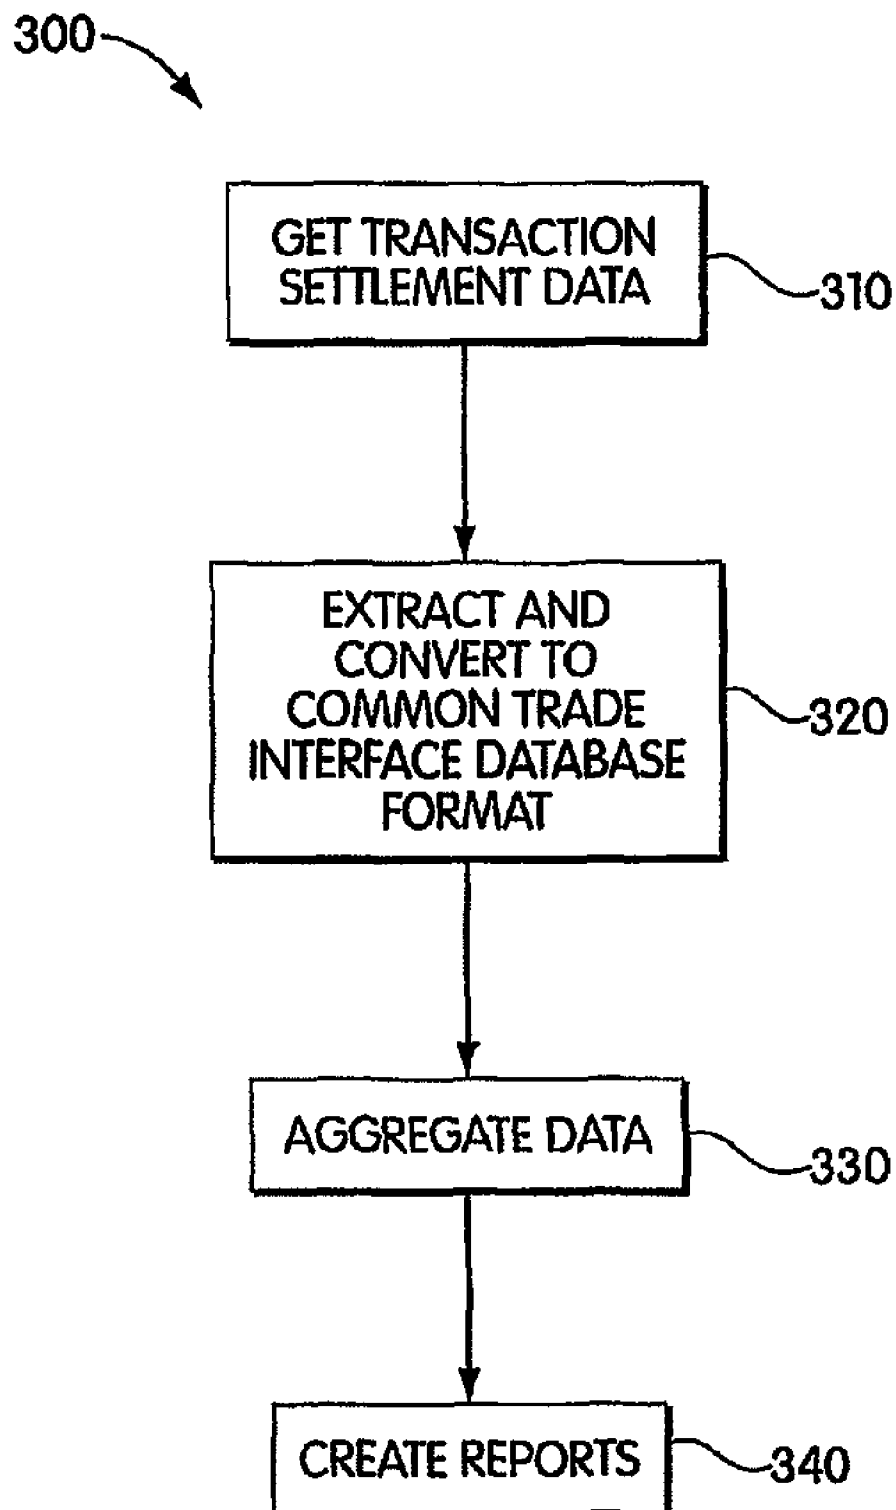 300
GET TRANSACTION
SETTLEMENT DATA
310
EXTRACT AND
CONVERT TO
COMMON TRADE
INTERFACE DATABASE
FORMAT
320
AGGREGATE DATA
330
CREATE REPORTS
340